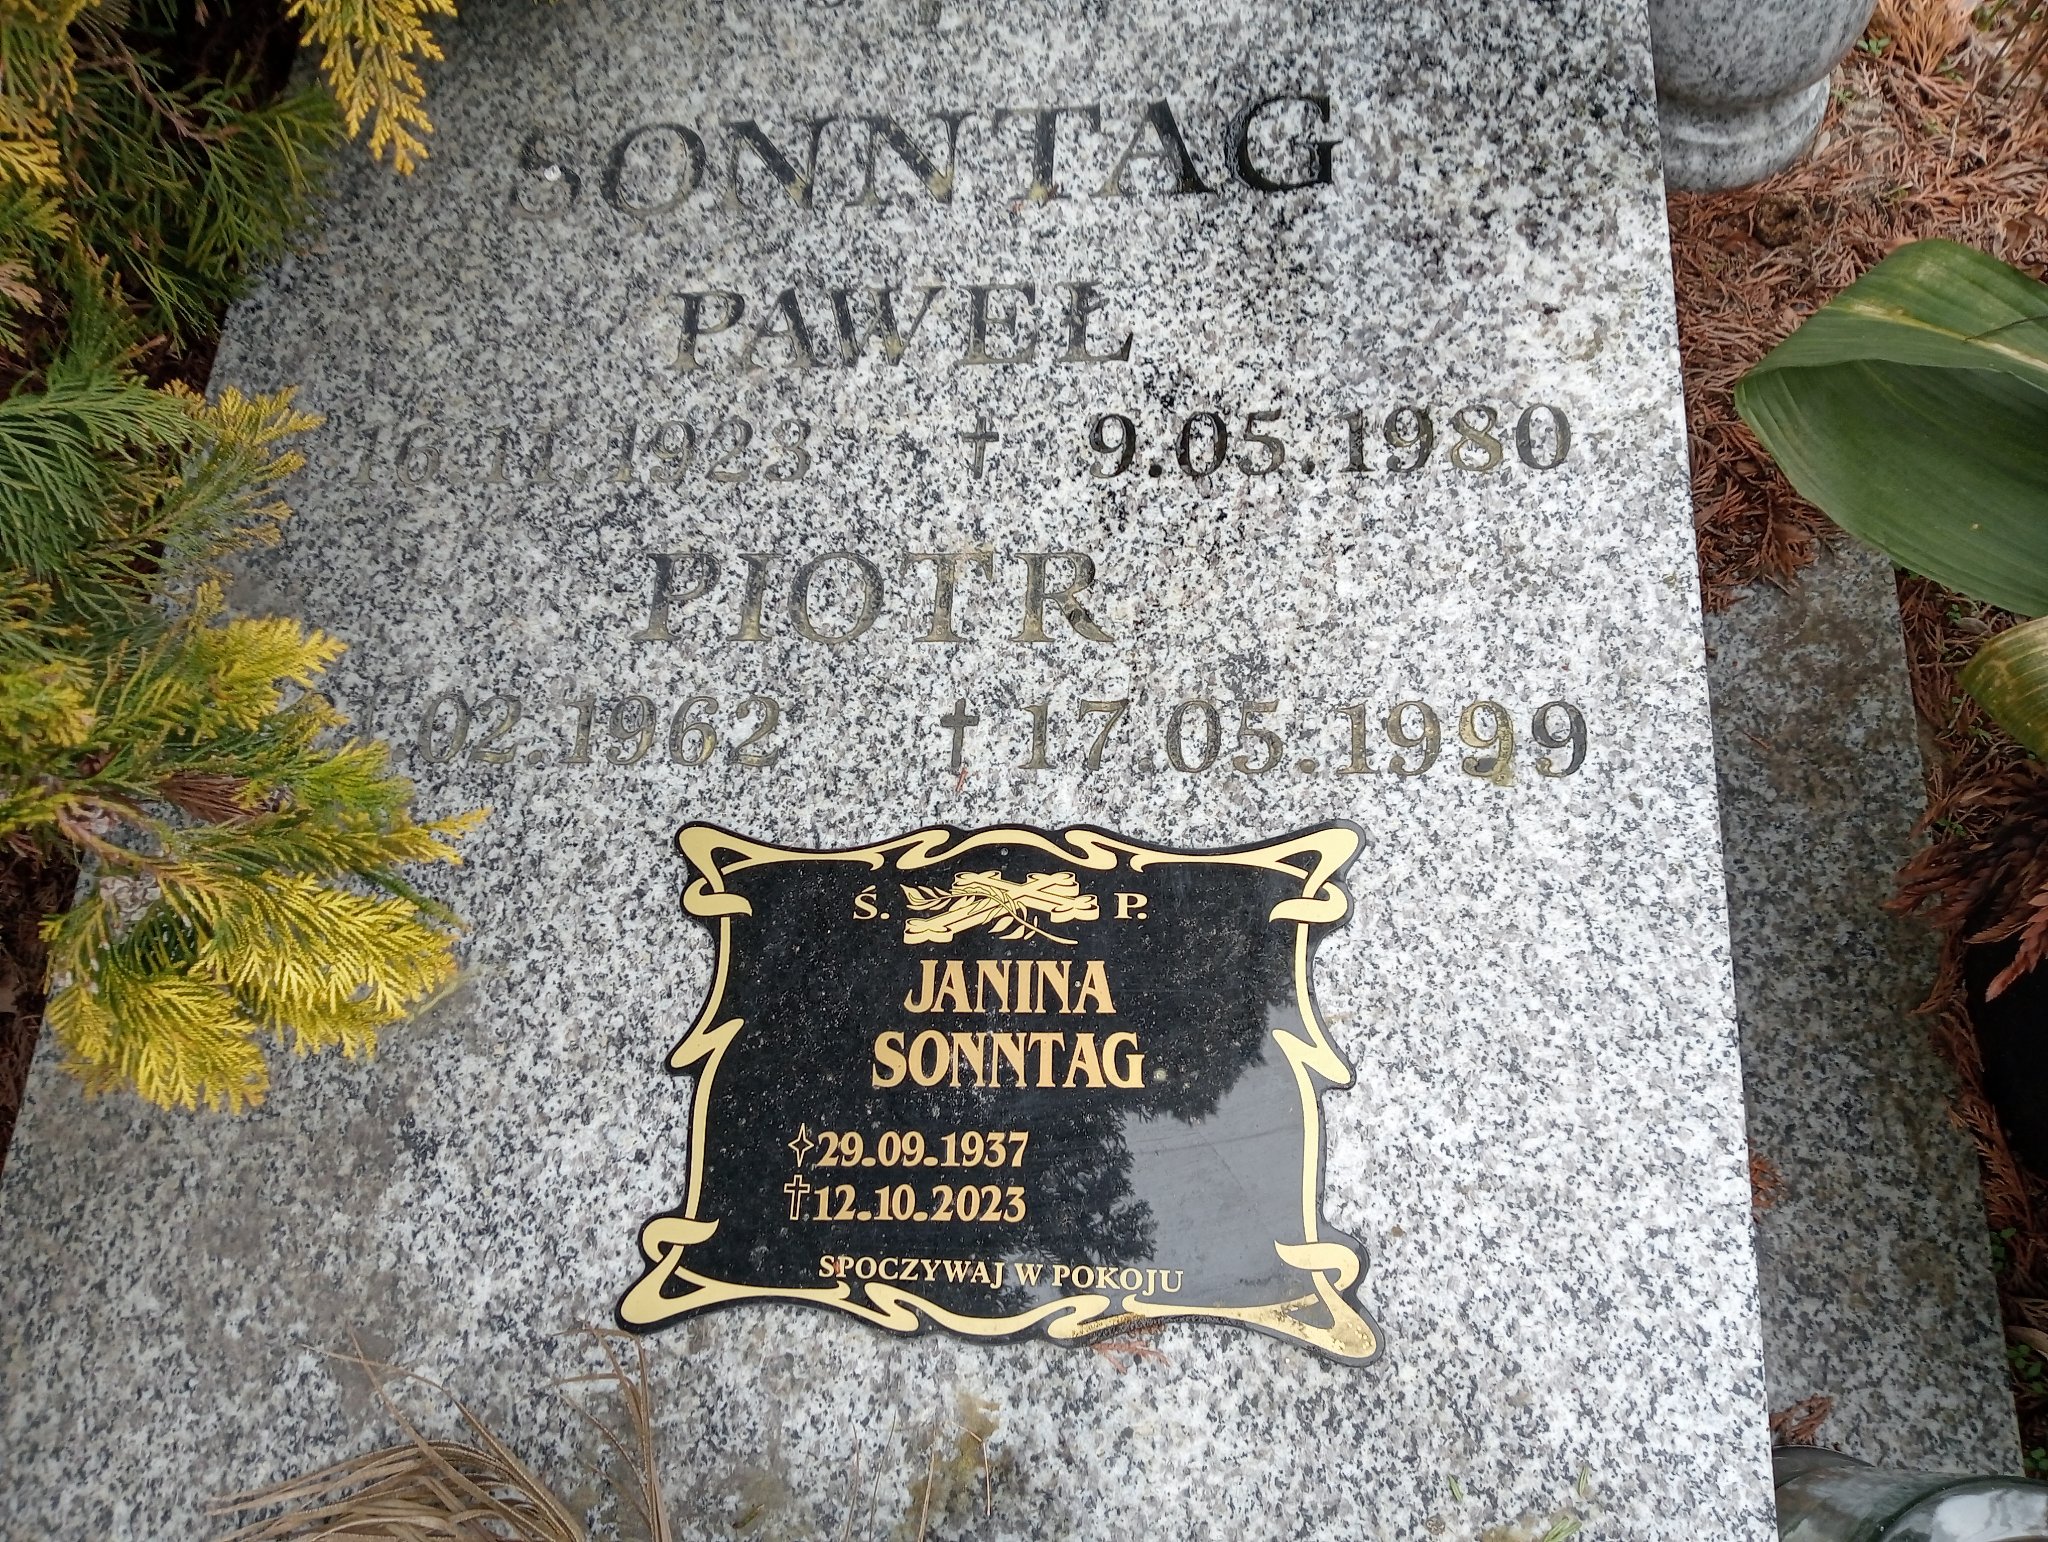 SONNTAG
PAWEŁ
16.11.1923 † 9.05.1980
PIOTR
.02.1962 † 17.05.1999
Ś. P.
JANINA
SONNTAG
29.09.1937
†12.10.2023
SPOCZYWAJ W POKOJU